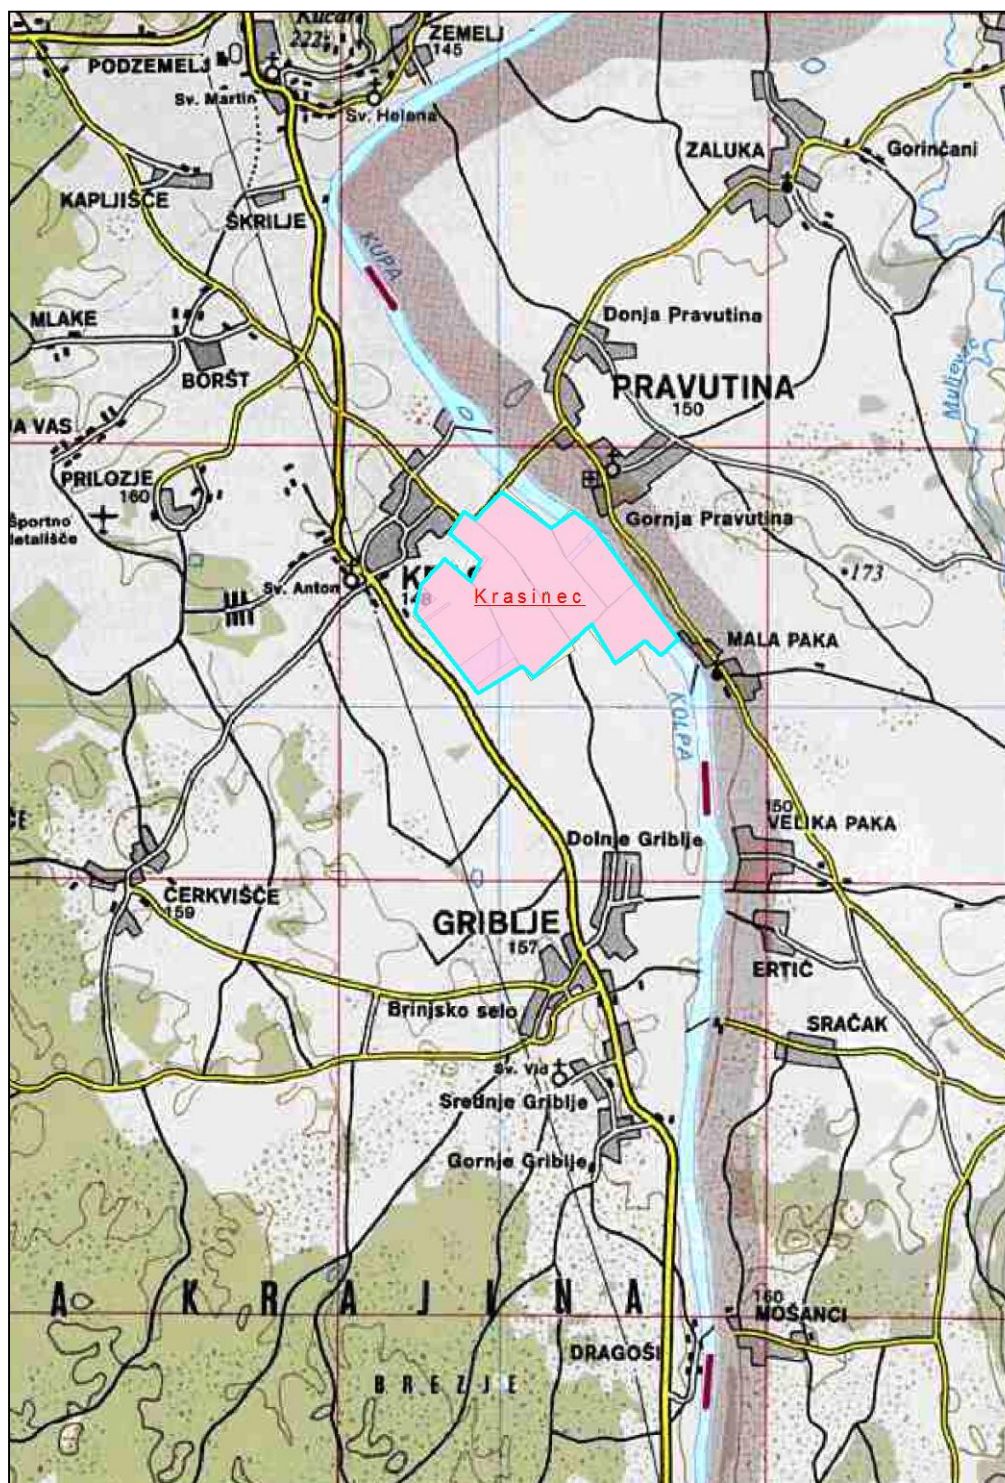 Kučar
222
ZEMELJ
145
PODZEMELJ
Sv. Martin
Sv. Helena
ZALUKA
Gorinčani
KAPLJIŠČE
ŠKRILJE
KUPA
MLAKE
Donja Pravutina
BORŠT
PRAVUTINA
150
VAS
PRILOZJE
160
Gornja Pravutina
Športno
letališče
Sv. Anton
148
Krasinec
173
MALA PAKA
KOLPA
150
VELIKA PAKA
Dolnje Griblje
ČERKVIŠČE
159
GRIBLJE
157
ERTIĆ
Brinjsko selo
SRAČAK
Sv. Vid
Srednje Griblje
Gornje Griblje
A KRAJINA
160
MOŠANCI
DRAGOŠI
BREZJE